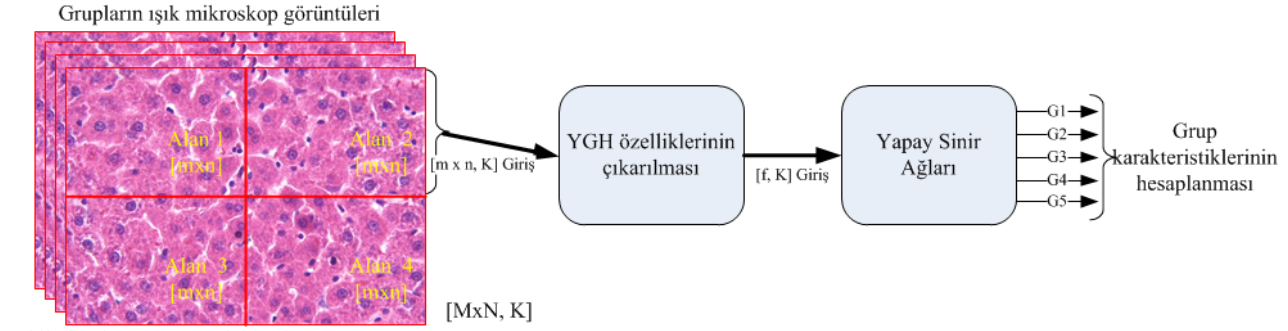 Grupların ışık mikroskop görüntüleri
Alan 1
[mxn]
Alan 2
[mxn]
Alan 3
[mxn]
Alan 4
[mxn]
[MxN, K]
[m x n, K] Giriş
YGH özelliklerinin
çıkarılması
[f, K] Giriş
Yapay Sinir
Ağları
G1
G2
G3
G4
G5
Grup
karakteristiklerinin
hesaplanması